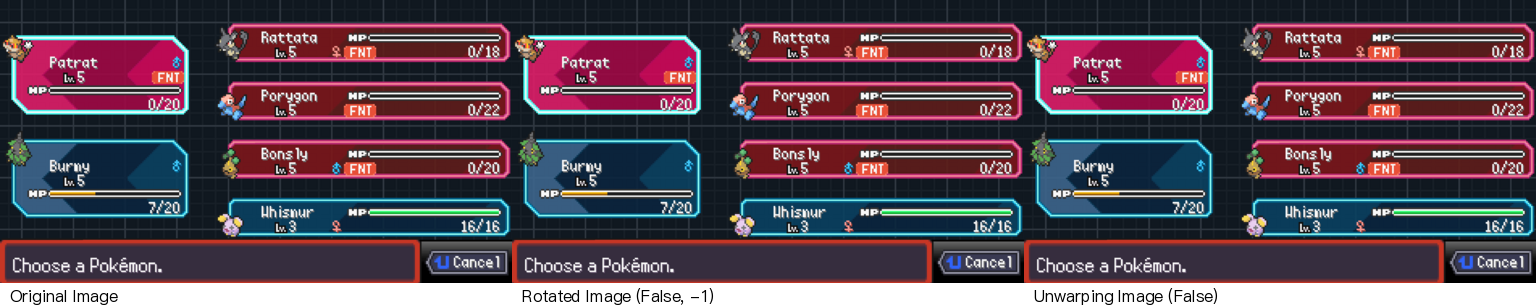 Patrat
Lv.5 ♂
FNT
HP
0/20
Burmy
Lv.5 ♂
HP
7/20
Rattata HP
Lv.5 ♀ FNT 0/18
Porygon HP
Lv.5 FNT 0/22
Bonsly HP
Lv.5 ♂ FNT 0/20
Whismur HP
Lv.3 ♀ 16/16
Choose a Pokémon.
Cancel
Original Image
Patrat
Lv.5 ♂
FNT
HP
0/20
Burmy
Lv.5 ♂
HP
7/20
Rattata HP
Lv.5 ♀ FNT 0/18
Porygon HP
Lv.5 FNT 0/22
Bonsly HP
Lv.5 ♂ FNT 0/20
Whismur HP
Lv.3 ♀ 16/16
Choose a Pokémon.
Cancel
Rotated Image (False, -1)
Patrat
Lv.5 ♂
FNT
HP
0/20
Burmy
Lv.5 ♂
HP
7/20
Rattata HP
Lv.5 ♀ FNT 0/18
Porygon HP
Lv.5 FNT 0/22
Bonsly HP
Lv.5 ♂ FNT 0/20
Whismur HP
Lv.3 ♀ 16/16
Choose a Pokémon.
Cancel
Unwarping Image (False)